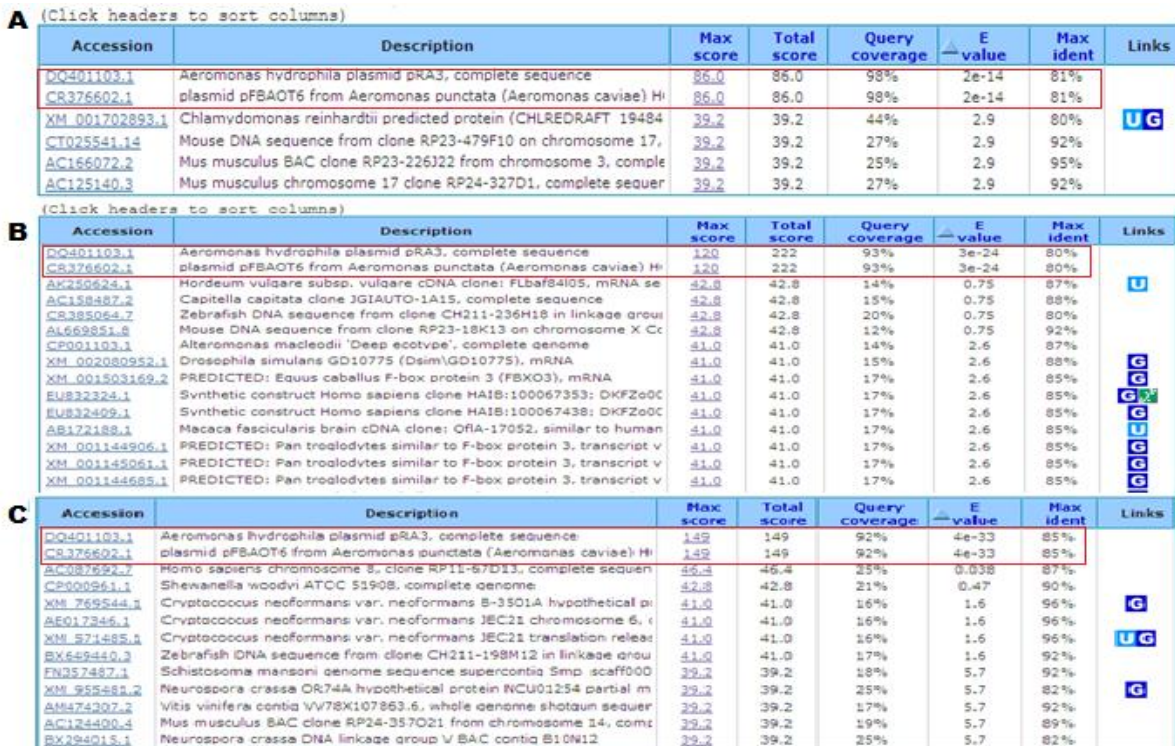 A (Click headers to sort columns)
Accession Description Max score Total score Query coverage E value Max ident Links
DQ401103.1 Aeromonas hydrophila plasmid pRA3, complete sequence 86.0 86.0 98% 2e-14 81%
CR376602.1 plasmid pFBAOT6 from Aeromonas punctata (Aeromonas caviae) H 86.0 86.0 98% 2e-14 81%
XM_001702893.1 Chlamydomonas reinhardtii predicted protein (CHLREDRAFT_19484 39.2 39.2 44% 2.9 80% U G
CT025541.14 Mouse DNA sequence from clone RP23-479F10 on chromosome 17, 39.2 39.2 27% 2.9 92%
AC166072.2 Mus musculus BAC clone RP23-226J22 from chromosome 3, comple 39.2 39.2 25% 2.9 95%
AC125140.3 Mus musculus chromosome 17 clone RP24-327D1, complete sequer 39.2 39.2 27% 2.9 92%
(Click headers to sort columns)
B Accession Description Max score Total score Query coverage E value Max ident Links
DQ401103.1 Aeromonas hydrophila plasmid pRA3, complete sequence 120 222 93% 3e-24 80%
CR376602.1 plasmid pFBAOT6 from Aeromonas punctata (Aeromonas caviae) H 120 222 93% 3e-24 80%
AK250624.1 Hordeum vulgare subsp. vulgare cDNA clone: FLbaf84I05, mRNA se 42.8 42.8 14% 0.75 87% U
AC158487.2 Capitella capitata clone JGIAUTO-1A15, complete sequence 42.8 42.8 15% 0.75 88%
CR385064.7 Zebrafish DNA sequence from clone CH211-236H18 in linkage grou 42.8 42.8 20% 0.75 80%
AL669851.8 Mouse DNA sequence from clone RP23-18K13 on chromosome X Cc 42.8 42.8 12% 0.75 92%
CP001103.1 Alteromonas macleodii 'Deep ecotype', complete genome 41.0 41.0 14% 2.6 87%
XM_002080952.1 Drosophila simulans GD10775 (Dsim\GD10775), mRNA 41.0 41.0 15% 2.6 88% G
XM_001503169.2 PREDICTED: Equus caballus F-box protein 3 (FBXO3), mRNA 41.0 41.0 17% 2.6 85% G
EU832324.1 Synthetic construct Homo sapiens clone HAIB:100067353; DKFZo0C 41.0 41.0 17% 2.6 85% G
EU832409.1 Synthetic construct Homo sapiens clone HAIB:100067438; DKFZo0C 41.0 41.0 17% 2.6 85% G
AB172188.1 Macaca fascicularis brain cDNA clone: QflA-17052, similar to human 41.0 41.0 17% 2.6 85% U
XM_001144906.1 PREDICTED: Pan troglodytes similar to F-box protein 3, transcript v 41.0 41.0 17% 2.6 85% G
XM_001145061.1 PREDICTED: Pan troglodytes similar to F-box protein 3, transcript v 41.0 41.0 17% 2.6 85% G
XM_001144685.1 PREDICTED: Pan troglodytes similar to F-box protein 3, transcript v 41.0 41.0 17% 2.6 85% G
C Accession Description Max score Total score Query coverage E value Max ident Links
DQ401103.1 Aeromonas hydrophila plasmid pRA3, complete sequence 149 149 92% 4e-33 85%
CR376602.1 plasmid pFBAOT6 from Aeromonas punctata (Aeromonas caviae) H 149 149 92% 4e-33 85%
AC087692.7 Homo sapiens chromosome 8, clone RP11-67D13, complete sequen 46.4 46.4 25% 0.038 87%
CP000961.1 Shewanella woodyi ATCC 51908, complete genome 42.8 42.8 21% 0.47 90%
XM_769544.1 Cryptococcus neoformans var. neoformans B-3501A hypothetical p 41.0 41.0 16% 1.6 96% G
AE017346.1 Cryptococcus neoformans var. neoformans JEC21 chromosome 6, 41.0 41.0 16% 1.6 96%
XM_571485.1 Cryptococcus neoformans var. neoformans JEC21 translation releas 41.0 41.0 16% 1.6 96% U G
BX649440.3 Zebrafish DNA sequence from clone CH211-198M12 in linkage grou 41.0 41.0 17% 1.6 92%
FN357487.1 Schistosoma mansoni genome sequence supercontig Smp_scaff000 39.2 39.2 18% 5.7 92%
XM_955481.2 Neurospora crassa OR74A hypothetical protein NCU01254 partial m 39.2 39.2 25% 5.7 82% G
AM474307.2 Vitis vinifera contig VV78X107863.6, whole genome shotgun sequer 39.2 39.2 17% 5.7 92%
AC124400.4 Mus musculus BAC clone RP24-357O21 from chromosome 14, comp 39.2 39.2 19% 5.7 89%
BX294015.1 Neurospora crassa DNA linkage group V BAC contig B10N12 39.2 39.2 25% 5.7 82%